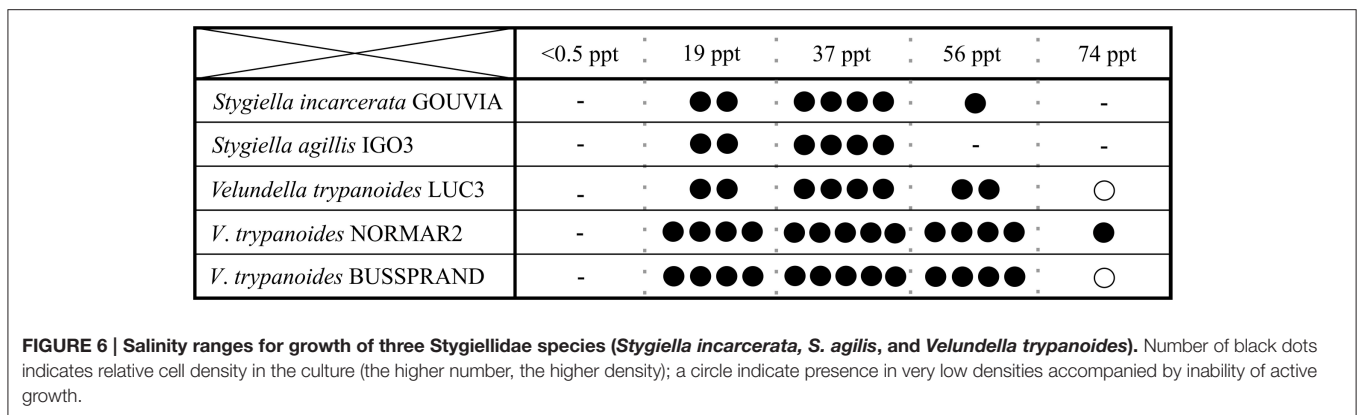 <0.5 ppt 19 ppt 37 ppt 56 ppt 74 ppt
Stygiella incarcerata GOUVIA - ●● ●●●● ● -
Stygiella agillis IGO3 - ●● ●●●● - -
Velundella trypanoides LUC3 - ●● ●●●● ●● ○
V. trypanoides NORMAR2 - ●●●● ●●●●● ●●●● ●
V. trypanoides BUSSPRAND - ●●●● ●●●●● ●●●● ○
FIGURE 6 | Salinity ranges for growth of three Stygiellidae species (Stygiella incarcerata, S. agilis, and Velundella trypanoides). Number of black dots
indicates relative cell density in the culture (the higher number, the higher density); a circle indicate presence in very low densities accompanied by inability of active
growth.